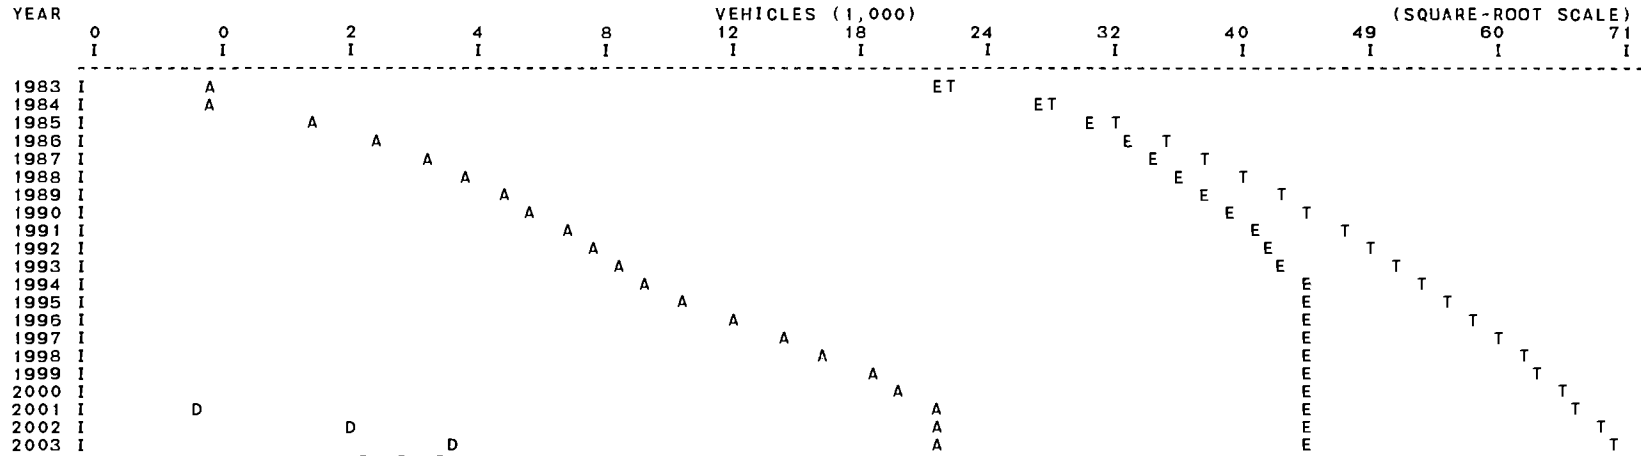 YEAR VEHICLES (1,000) (SQUARE-ROOT SCALE)
0 0 2 4 8 12 18 24 32 40 49 60 71
I I I I I I I I I I I I I
1983 I A ET
1984 I A ET
1985 I A E T
1986 I A E T
1987 I A E T
1988 I A E T
1989 I A E T
1990 I A E T
1991 I A E T
1992 I A E T
1993 I A E T
1994 I A E T
1995 I A E T
1996 I A E T
1997 I A E T
1998 I A E T
1999 I A E T
2000 I A E T
2001 I D A E T
2002 I D A E T
2003 I D A E T